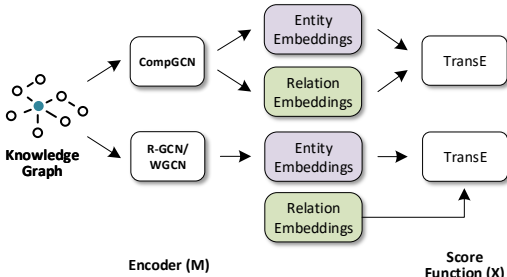 Entity
Embeddings
CompGCN
TransE
Relation
Embeddings
Knowledge
Graph
R-GCN/
WGCN
Entity
Embeddings
TransE
Relation
Embeddings
Encoder (M)
Score
Function (X)